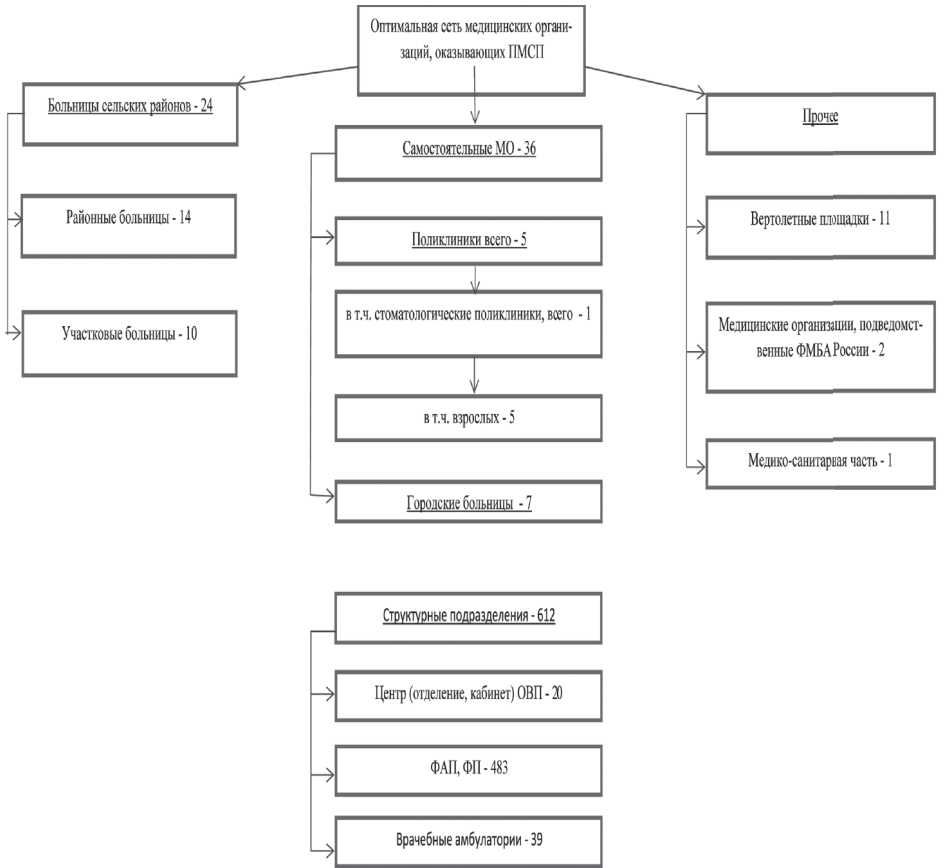 Оптимальная сеть медицинских органи-
заций, оказывающих ПМСП
Больницы сельских районов - 24
Районные больницы - 14
Участковые больницы - 10
Самостоятельные МО - 36
Поликлиники всего - 5
в т.ч. стоматологические поликлиники, всего - 1
в т.ч. взрослых - 5
Городские больницы - 7
Прочее
Вертолетные площадки - 11
Медицинские организации, подведомст-
венные ФМБА России - 2
Медико-санитарная часть - 1
Структурные подразделения - 612
Центр (отделение, кабинет) ОВП - 20
ФАП, ФП - 483
Врачебные амбулатории - 39